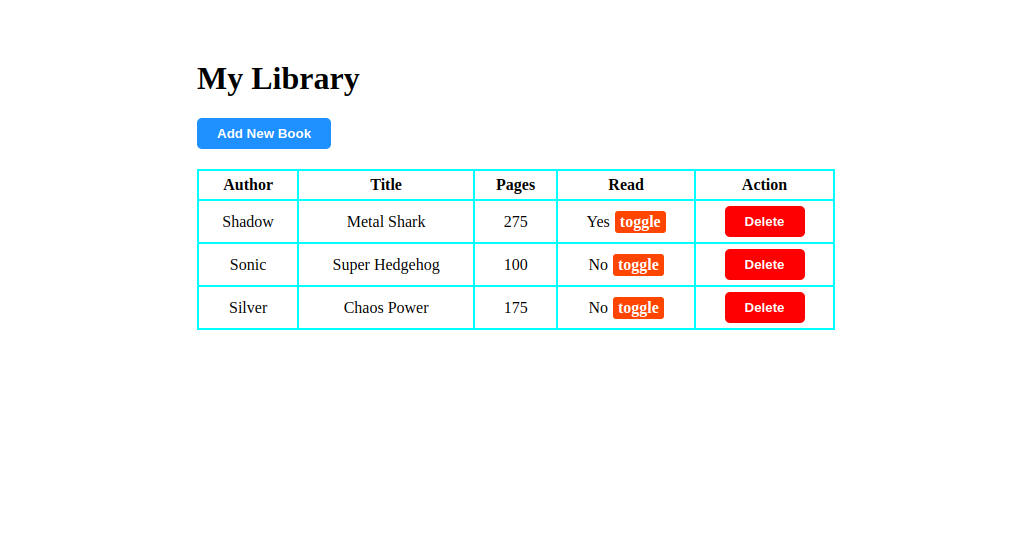 My Library
Add New Book
Author Title Pages Read Action
Shadow Metal Shark 275 Yes toggle Delete
Sonic Super Hedgehog 100 No toggle Delete
Silver Chaos Power 175 No toggle Delete